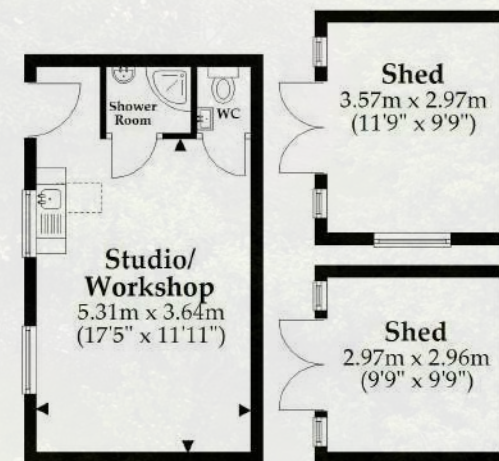 Shower
Room
WC
Studio/
Workshop
5.31m x 3.64m
(17'5" x 11'11")
Shed
3.57m x 2.97m
(11'9" x 9'9")
Shed
2.97m x 2.96m
(9'9" x 9'9")